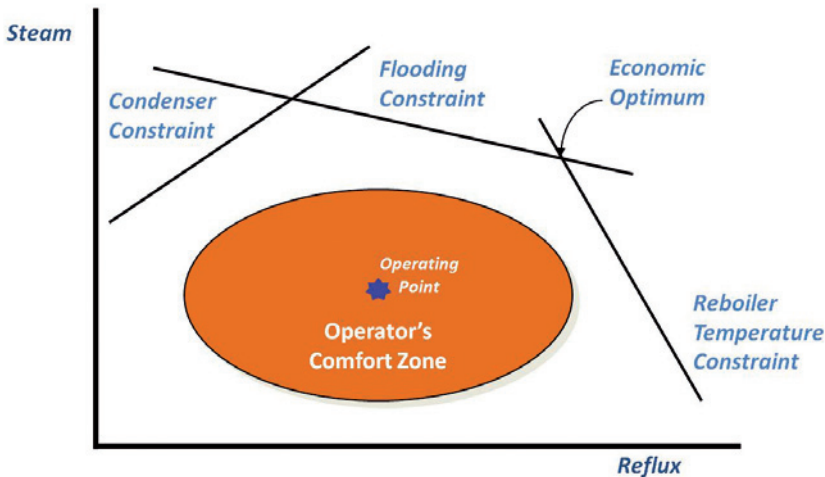 Steam
Flooding
Constraint
Economic
Optimum
Condenser
Constraint
Operating
Point
Operator's
Comfort Zone
Reboiler
Temperature
Constraint
Reflux